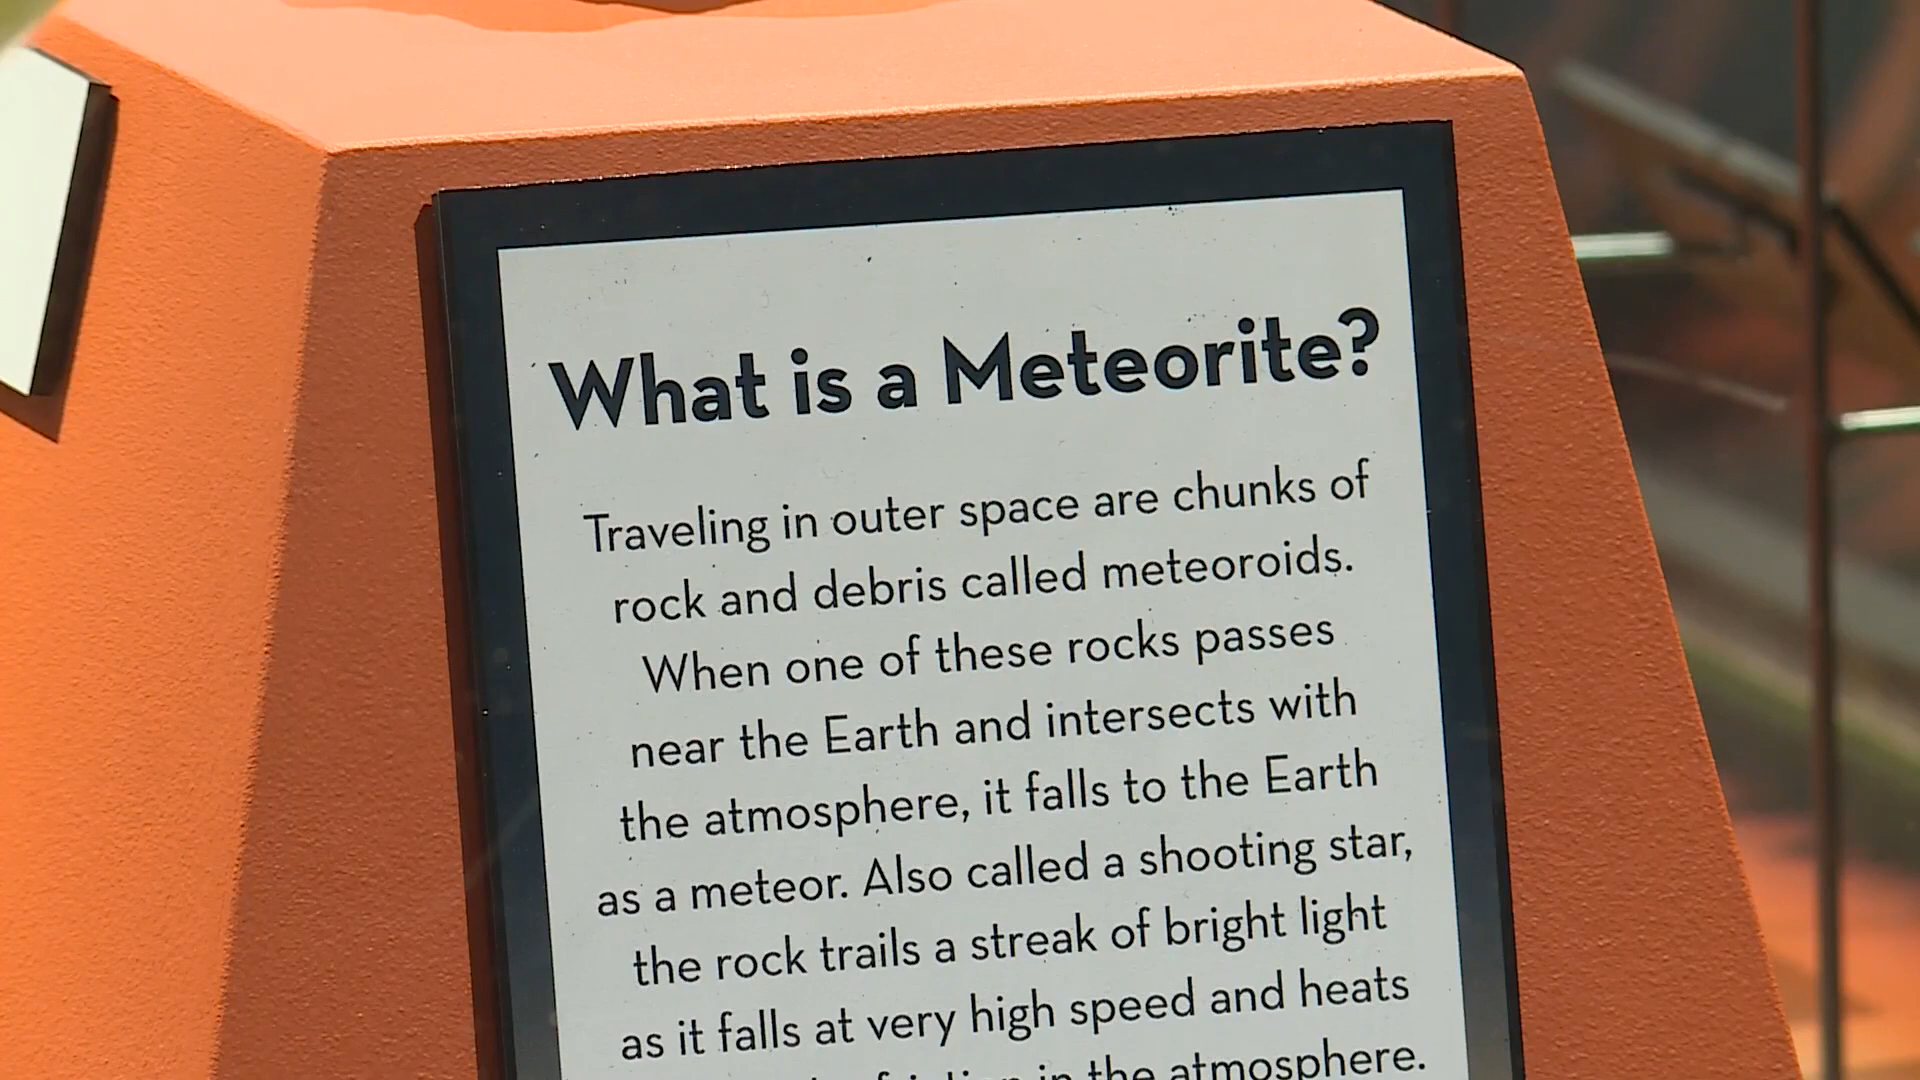 What is a Meteorite?
Traveling in outer space are chunks of
rock and debris called meteoroids.
When one of these rocks passes
near the Earth and intersects with
the atmosphere, it falls to the Earth
as a meteor. Also called a shooting star,
the rock trails a streak of bright light
as it falls at very high speed and heats
in the atmosphere.